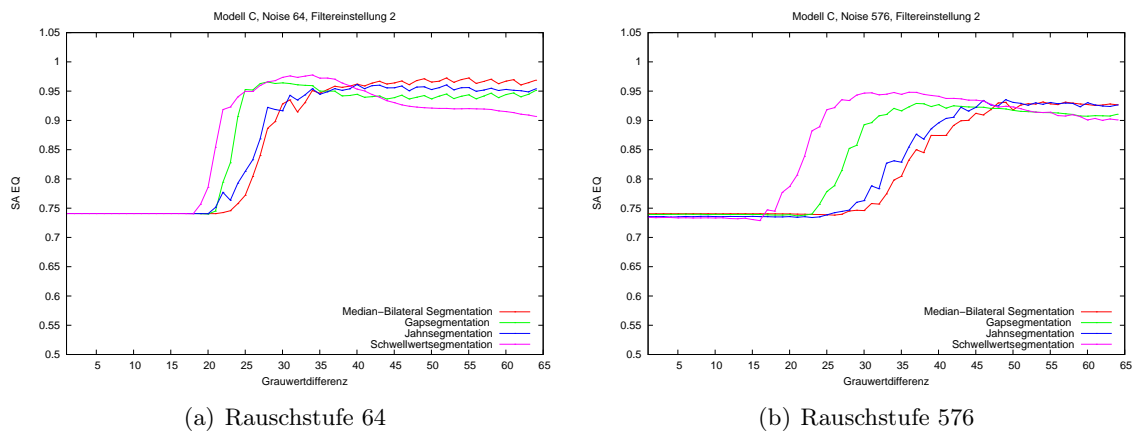 Modell C, Noise 64, Filtereinstellung 2
1.05
1
0.95
0.9
0.85
0.8
0.75
0.7
0.65
0.6
0.55
0.5
SA EQ
Median-Bilateral Segmentation
Gapsegmentation
Jahnsegmentation
Schwellwertsegmentation
5 10 15 20 25 30 35 40 45 50 55 60 65
Grauwertdifferenz
(a) Rauschstufe 64
Modell C, Noise 576, Filtereinstellung 2
1.05
1
0.95
0.9
0.85
0.8
0.75
0.7
0.65
0.6
0.55
0.5
SA EQ
Median-Bilateral Segmentation
Gapsegmentation
Jahnsegmentation
Schwellwertsegmentation
5 10 15 20 25 30 35 40 45 50 55 60 65
Grauwertdifferenz
(b) Rauschstufe 576